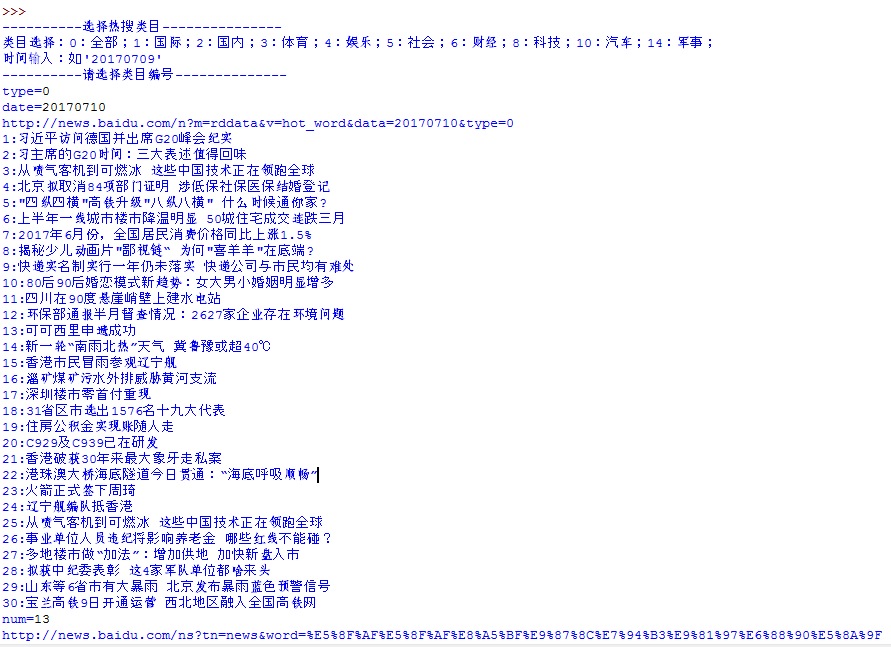 >>>
----------选择热搜类目---------------
类目选择：0：全部；1：国际；2：国内；3：体育；4：娱乐；5：社会；6：财经；8：科技；10：汽车；14：军事；
时间输入：如'20170709'
----------请选择类目编号--------------
type=0
date=20170710
http://news.baidu.com/n?m=rddata&v=hot_word&data=20170710&type=0
1:习近平访问德国并出席G20峰会纪实
2:习主席的G20时间：三大表述值得回味
3:从喷气客机到可燃冰 这些中国技术正在领跑全球
4:北京拟取消84项部门证明 涉低保社保医保结婚登记
5:"四纵四横"高铁升级"八纵八横" 什么时候通你家?
6:上半年一线城市楼市降温明显 50城住宅成交连跌三月
7:2017年6月份，全国居民消费价格同比上涨1.5%
8:揭秘少儿动画片"鄙视链“ 为何"喜羊羊"在底端?
9:快递实名制实行一年仍未落实 快递公司与市民均有难处
10:80后90后婚恋模式新趋势：女大男小婚姻明显增多
11:四川在90度悬崖峭壁上建水电站
12:环保部通报半月督查情况：2627家企业存在环境问题
13:可可西里申遗成功
14:新一轮“南雨北热”天气 冀鲁豫或超40℃
15:香港市民冒雨参观辽宁舰
16:淄矿煤矿污水外排威胁黄河支流
17:深圳楼市零首付重现
18:31省区市选出1576名十九大代表
19:住房公积金实现账随人走
20:C929及C939已在研发
21:香港破获30年来最大象牙走私案
22:港珠澳大桥海底隧道今日贯通：“海底呼吸顺畅”
23:火箭正式签下周琦
24:辽宁舰编队抵香港
25:从喷气客机到可燃冰 这些中国技术正在领跑全球
26:事业单位人员违纪将影响养老金 哪些红线不能碰？
27:多地楼市做“加法”：增加供地 加快新盘入市
28:拟获中纪委表彰 这4家军队单位都啥来头
29:山东等6省市有大暴雨 北京发布暴雨蓝色预警信号
30:宝兰高铁9日开通运营 西北地区融入全国高铁网
num=13
http://news.baidu.com/ns?tn=news&word=%E5%8F%AF%E5%8F%AF%E8%A5%BF%E9%87%8C%E7%94%B3%E9%81%97%E6%88%90%E5%8A%9F